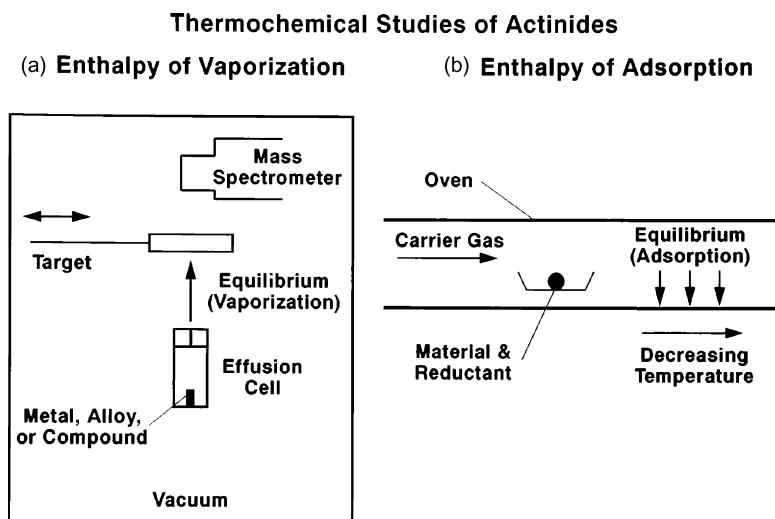 Thermochemical Studies of Actinides
(a) Enthalpy of Vaporization
(b) Enthalpy of Adsorption
Mass
Spectrometer
Target
Equilibrium
(Vaporization)
Effusion
Cell
Metal, Alloy,
or Compound
Vacuum
Oven
Carrier Gas
Equilibrium
(Adsorption)
Material &
Reductant
Decreasing
Temperature